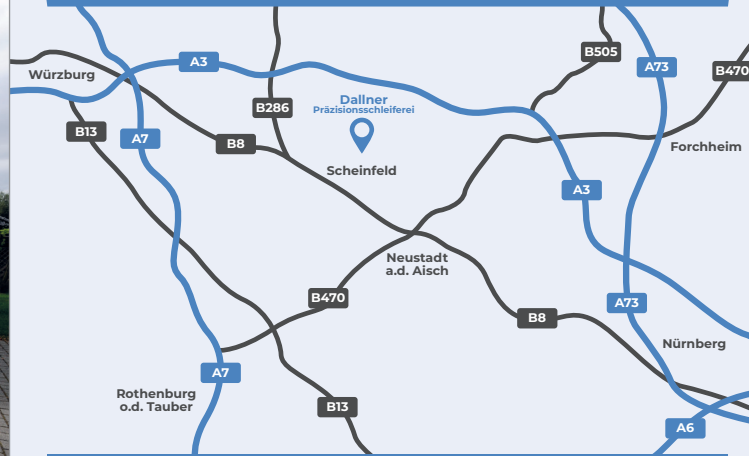 B505
A3
A73
B470
Würzburg
Dallner
Präzisionsschleiferei
B286
B13
A7
B8
Forchheim
Scheinfeld
A3
Neustadt
a.d. Aisch
B470
A73
B8
Nürnberg
A7
Rothenburg
o.d. Tauber
B13
A6